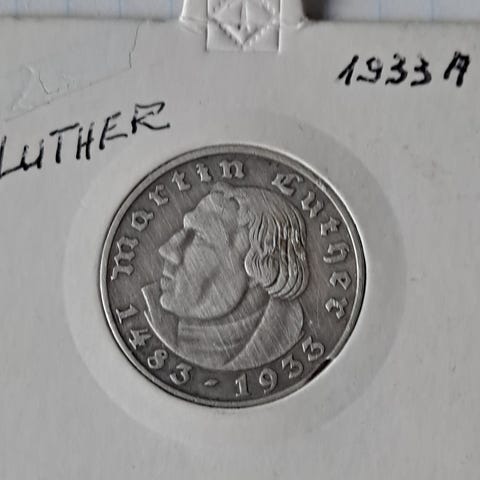 1933 A
LUTHER
Martin Luther
1483-1933